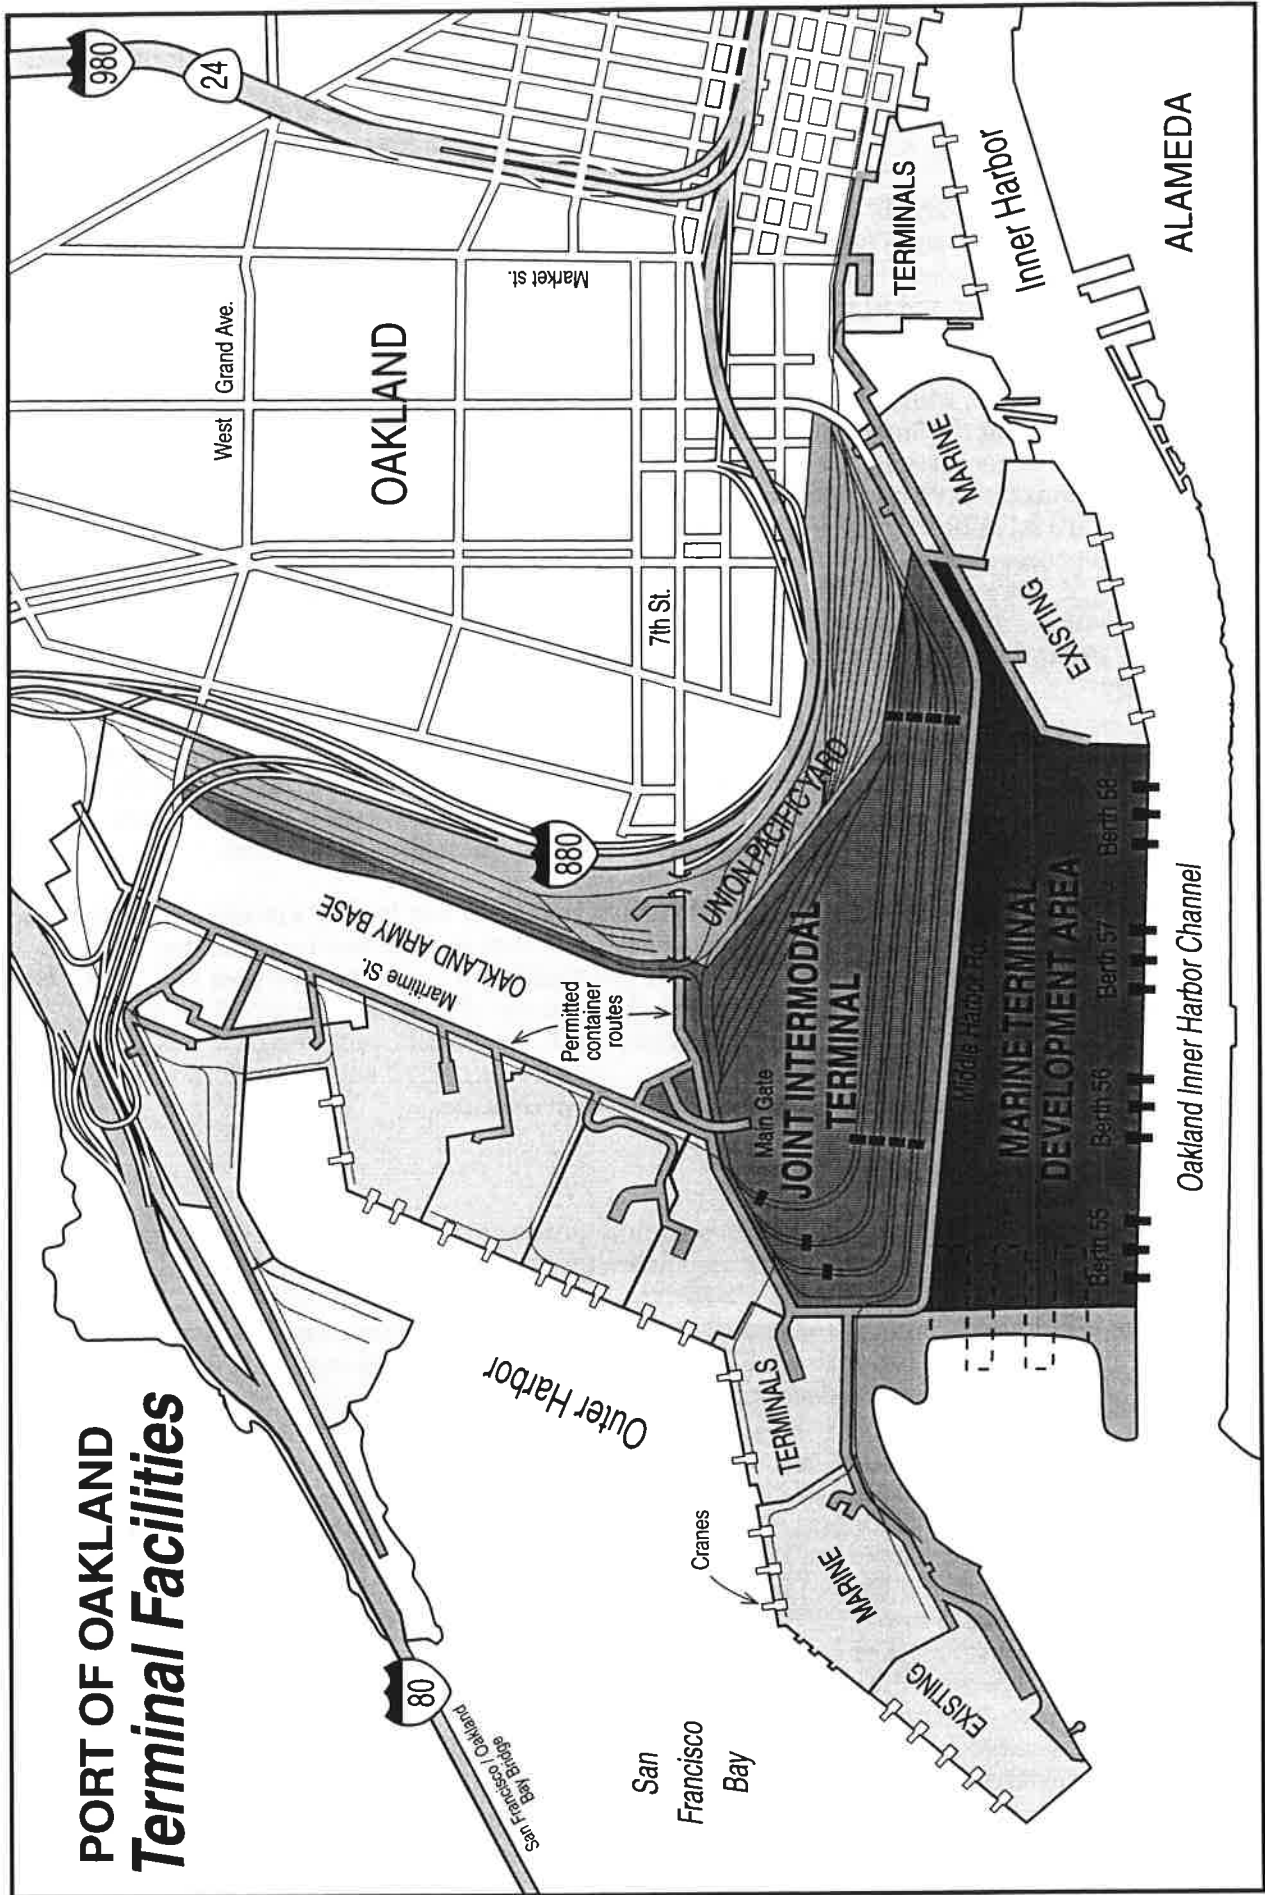 PORT OF OAKLAND
Terminal Facilities
980
24
80
San Francisco / Oakland
Bay Bridge
San
Francisco
Bay
Outer Harbor
Cranes
Maritime St.
OAKLAND ARMY BASE
Permitted
container
routes
880
West Grand Ave.
OAKLAND
Market st.
7th St.
UNION PACIFIC YARD
Main Gate
JOINT INTERMODAL
TERMINAL
Middle Harbor Rd.
MARINE TERMINAL
DEVELOPMENT AREA
Berth 55
Berth 56
Berth 57
Berth 58
EXISTING
MARINE
TERMINALS
EXISTING
MARINE
TERMINALS
Inner Harbor
ALAMEDA
Oakland Inner Harbor Channel